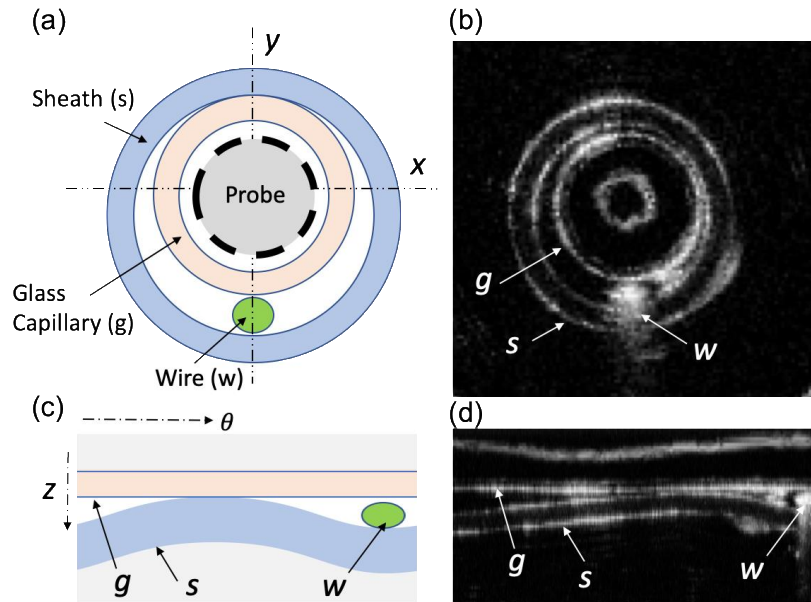 (a)
y
Sheath (s)
x
Probe
Glass
Capillary (g)
Wire (w)
(b)
g
s
w
(c)
θ
z
g
s
w
(d)
g
s
w